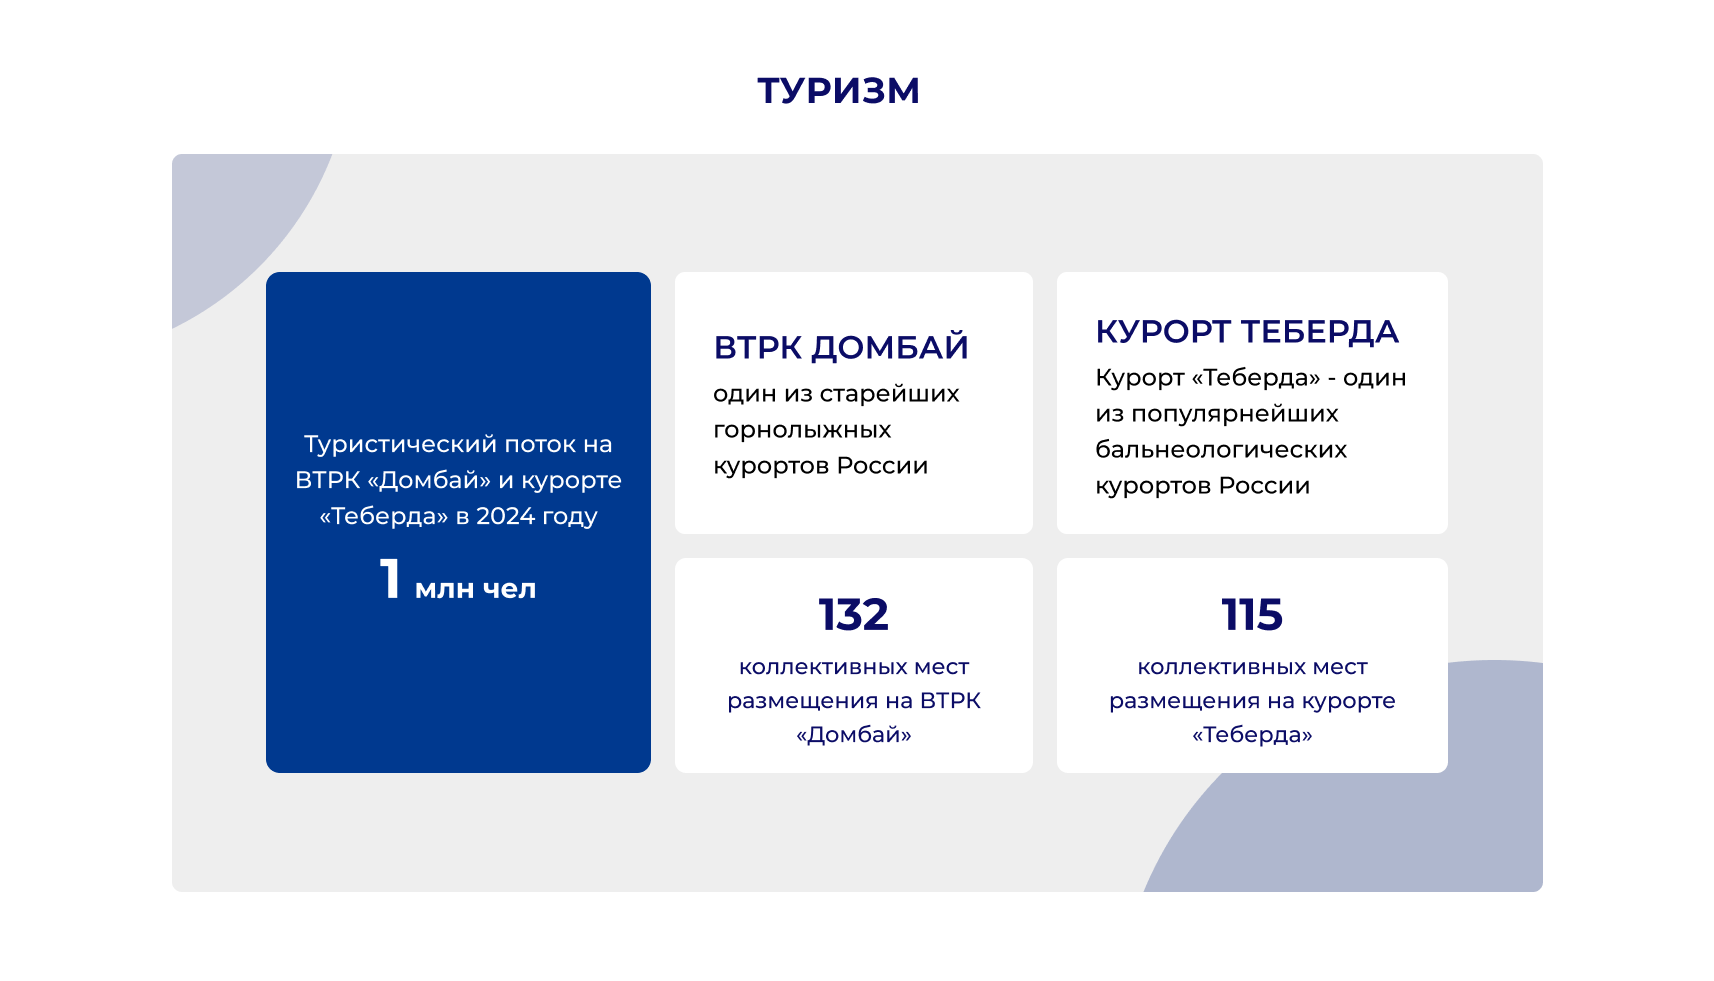 ТУРИЗМ
Туристический поток на
ВТРК «Домбай» и курорте
«Теберда» в 2024 году
1 млн чел
ВТРК ДОМБАЙ
один из старейших
горнолыжных
курортов России
КУРОРТ ТЕБЕРДА
Курорт «Теберда» - один
из популярнейших
бальнеологических
курортов России
132
коллективных мест
размещения на ВТРК
«Домбай»
115
коллективных мест
размещения на курорте
«Теберда»